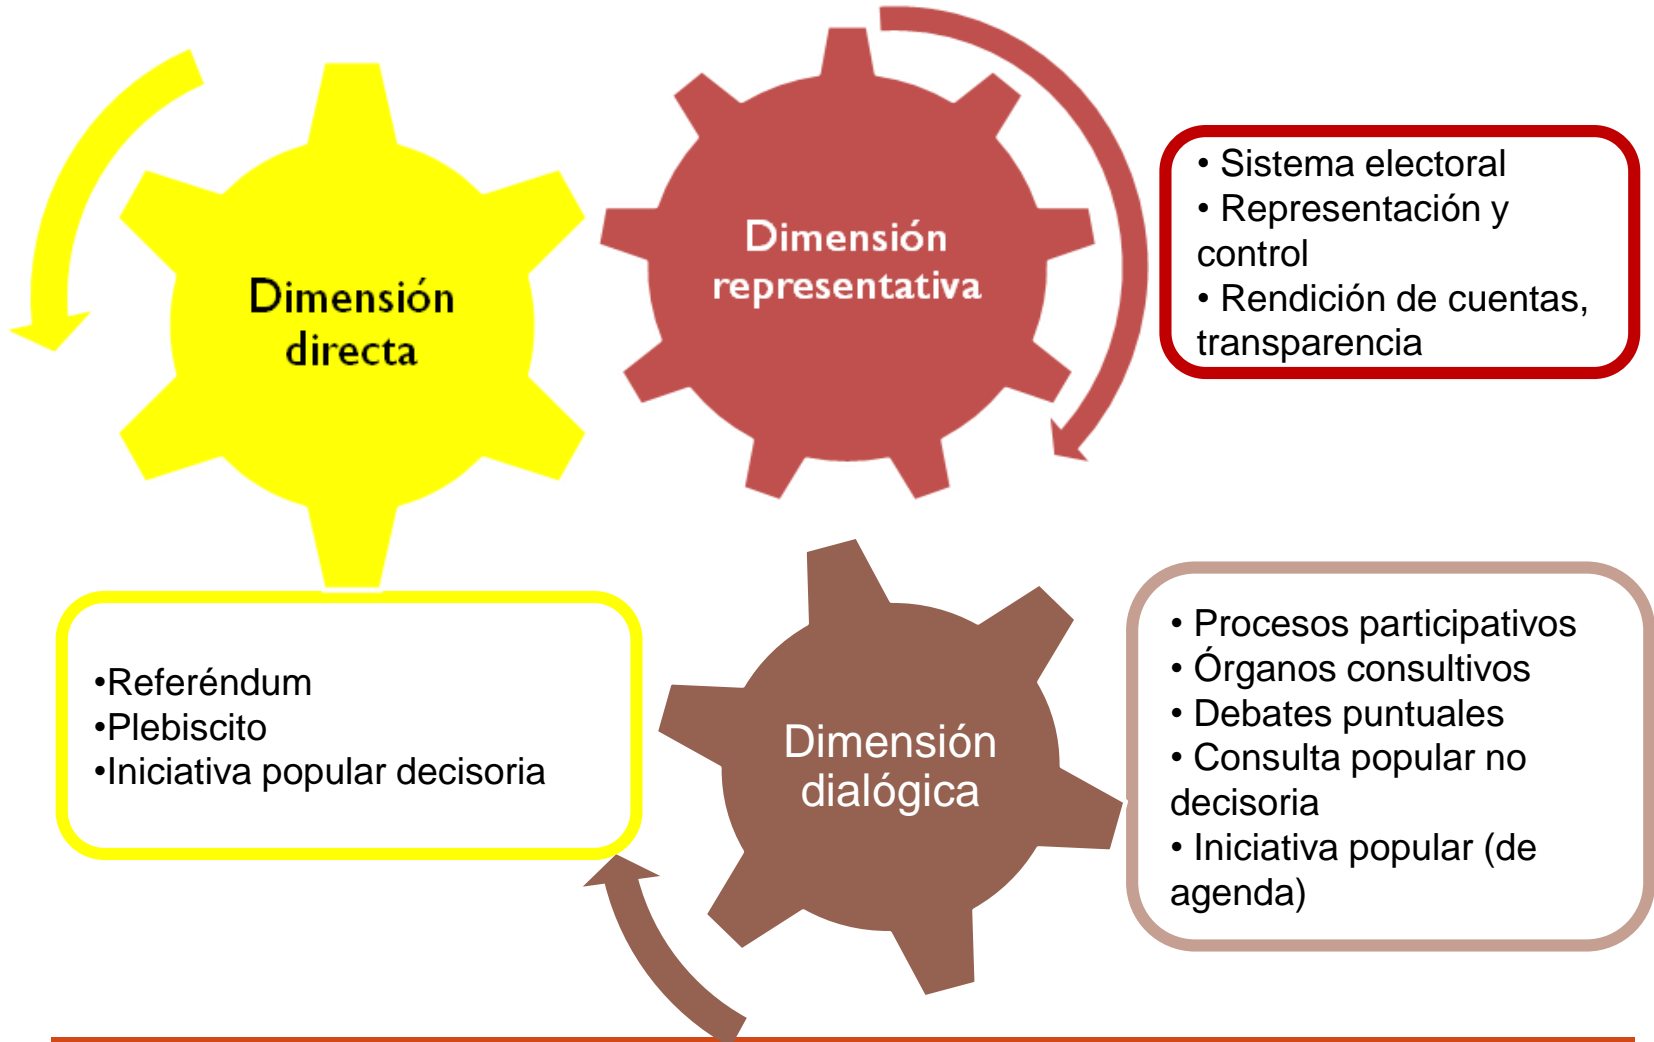 Dimensión
directa
Dimensión
representativa
• Sistema electoral
• Representación y
control
• Rendición de cuentas,
transparencia
•Referéndum
•Plebiscito
•Iniciativa popular decisoria
Dimensión
dialógica
• Procesos participativos
• Órganos consultivos
• Debates puntuales
• Consulta popular no
decisoria
• Iniciativa popular (de
agenda)